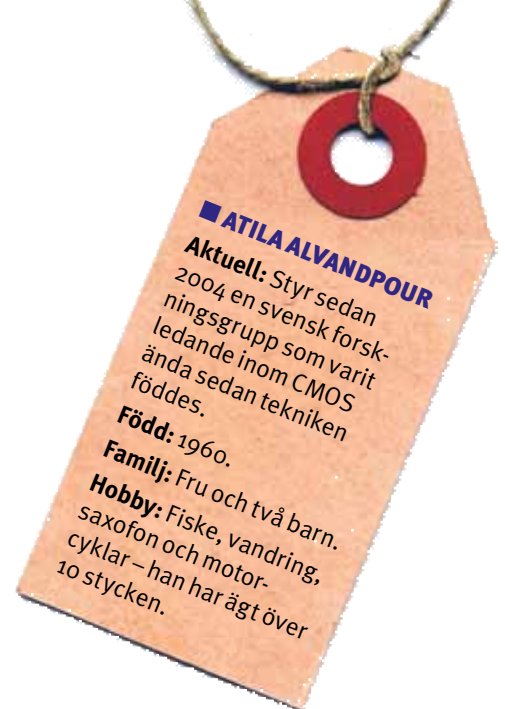 ■ ATILA ALVANDPOUR
Aktuell: Styr sedan
2004 en svensk forsk-
ningsgrupp som varit
ledande inom CMOS
ända sedan tekniken
föddes.
Född: 1960.
Familj: Fru och två barn.
Hobby: Fiske, vandring,
saxofon och motor-
cyklar – han har ägt över
10 stycken.